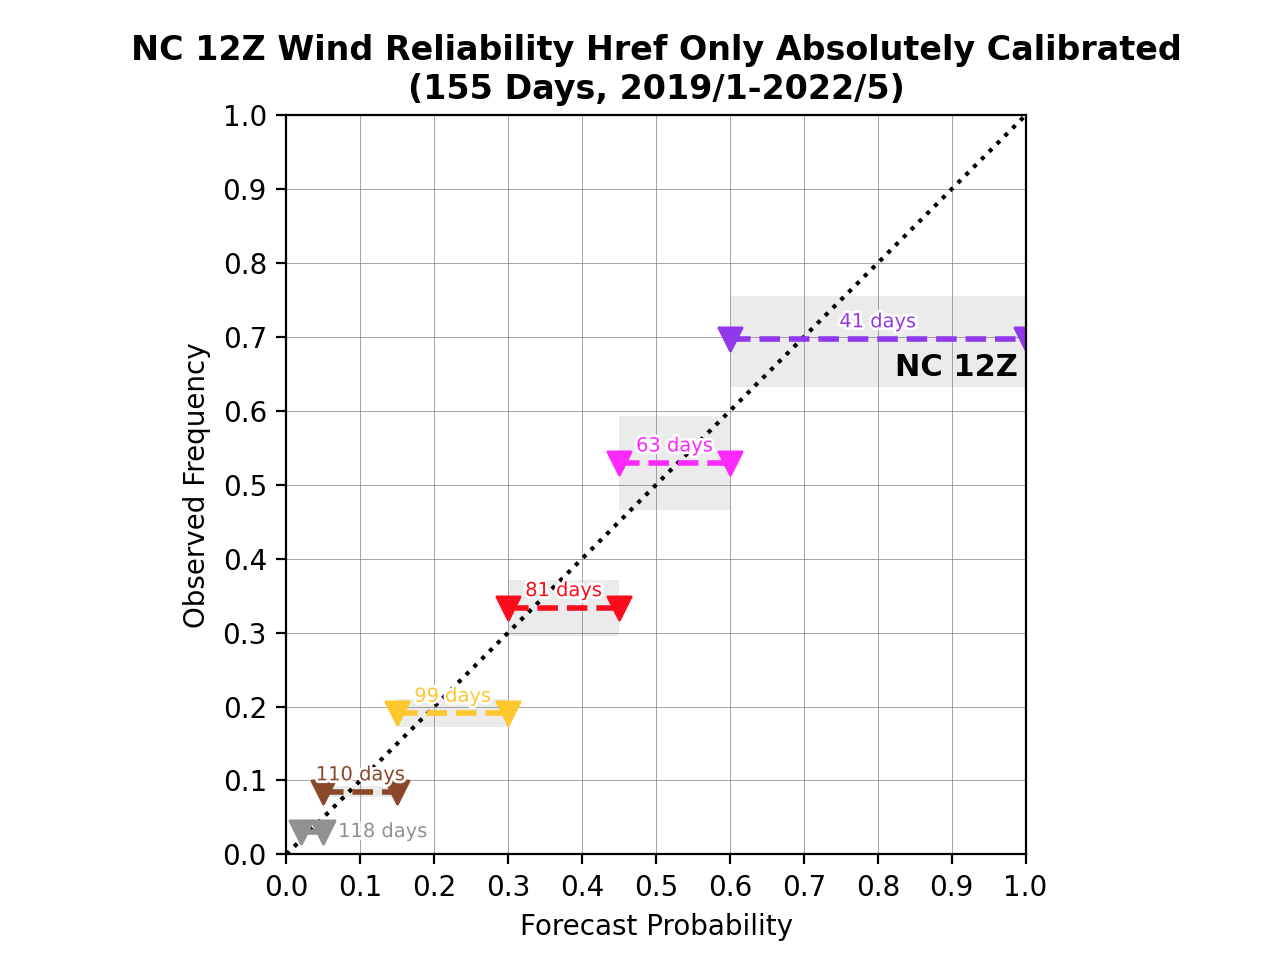 NC 12Z Wind Reliability Href Only Absolutely Calibrated
(155 Days, 2019/1-2022/5)
1.0
0.9
0.8
0.7
0.6
0.5
0.4
0.3
0.2
0.1
0.0
Observed Frequency
41 days
NC 12Z
63 days
81 days
99 days
110 days
118 days
0.0 0.1 0.2 0.3 0.4 0.5 0.6 0.7 0.8 0.9 1.0
Forecast Probability